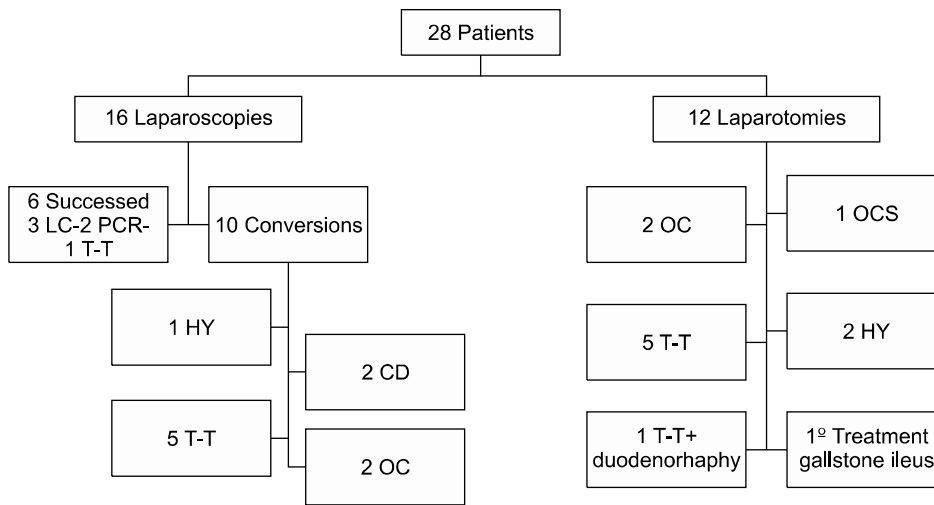 28 Patients
16 Laparoscopies
12 Laparotomies
6 Successed
3 LC-2 PCR-
1 T-T
10 Conversions
2 OC
1 OCS
1 HY
2 CD
5 T-T
2 HY
5 T-T
2 OC
1 T-T+
duodenorhaphy
1º Treatment
gallstone ileus